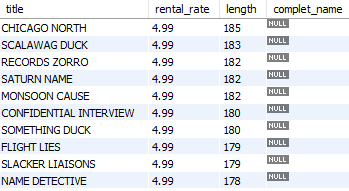 title rental_rate length complet_name
CHICAGO NORTH 4.99 185 NULL
SCALAWAG DUCK 4.99 183 NULL
RECORDS ZORRO 4.99 182 NULL
SATURN NAME 4.99 182 NULL
MONSOON CAUSE 4.99 182 NULL
CONFIDENTIAL INTERVIEW 4.99 180 NULL
SOMETHING DUCK 4.99 180 NULL
FLIGHT LIES 4.99 179 NULL
SLACKER LIAISONS 4.99 179 NULL
NAME DETECTIVE 4.99 178 NULL